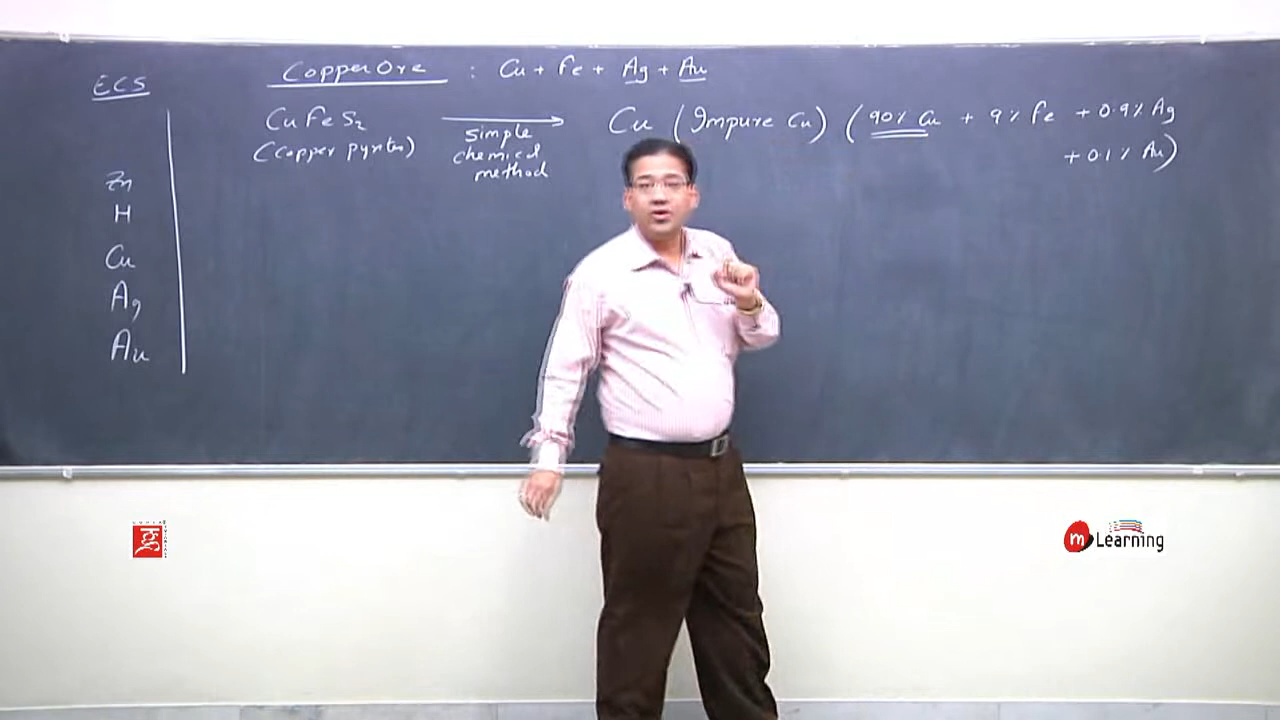 ECS
Copper Ore : Cu + Fe + Ag + Au
CuFeS2 → Cu (Impure Cu) (90% Cu + 9% Fe + 0.9% Ag
+ 0.1% Au)
(Copper pyrites)
simple
chemical
method
Zn
H
Cu
Ag
Au
m Learning